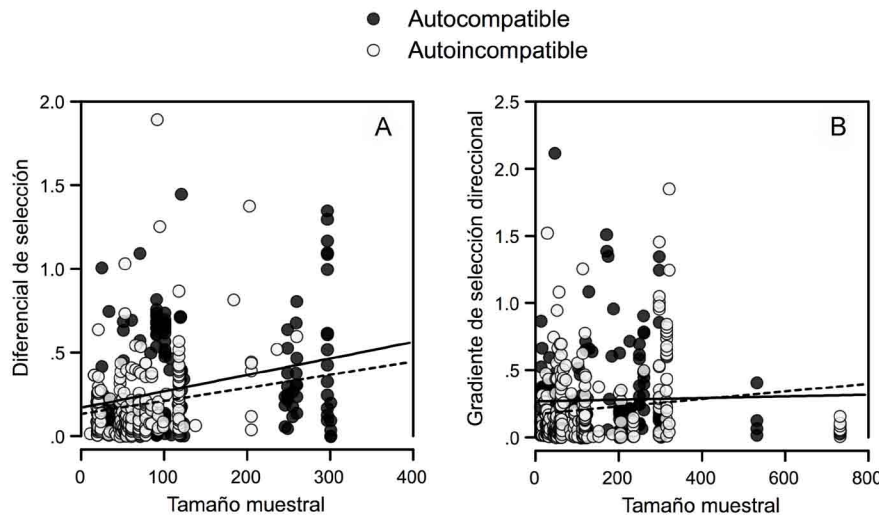 Autocompatible
Autoincompatible
A
Diferencial de selección
2.0
1.5
1.0
.5
.0
0
100
200
300
400
Tamaño muestral
B
Gradiente de selección direccional
2.5
2.0
1.5
1.0
.5
.0
0
200
400
600
800
Tamaño muestral